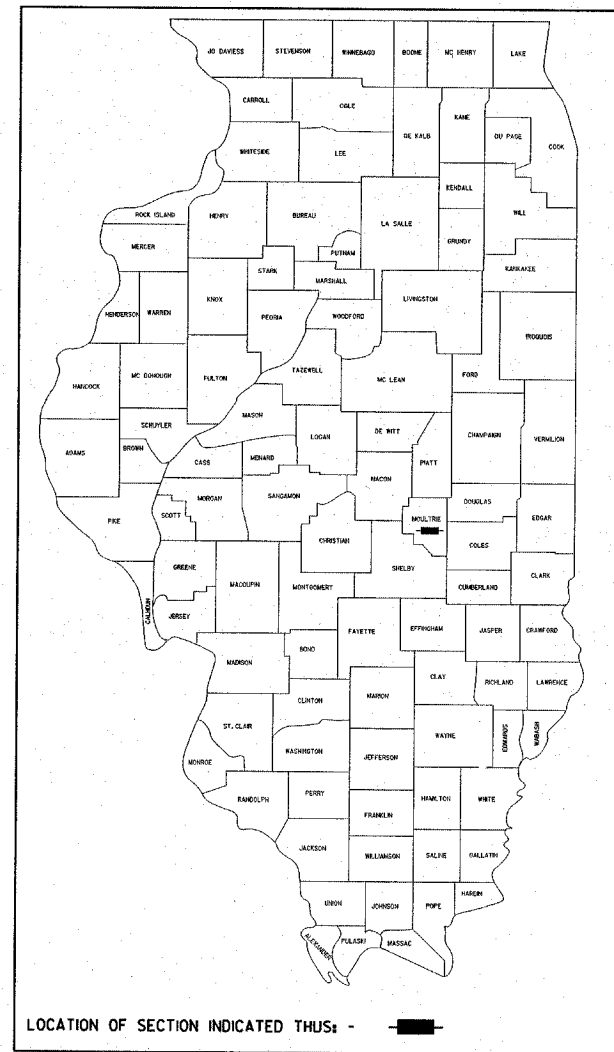 JO DAVIESS STEVENSON WINNEBAGO BOONE MC HENRY LAKE
CARROLL OGLE DE KALB KANE DU PAGE COOK
WHITESIDE LEE KENDALL WILL
ROCK ISLAND HENRY BUREAU LA SALLE GRUNDY
MERCER STARK PUTNAM KANKAKEE
HENDERSON WARREN KNOX PEORIA MARSHALL WOODFORD LIVINGSTON IROQUOIS
HANCOCK MC DONOUGH FULTON TAZEWELL MC LEAN FORD
ADAMS SCHUYLER MASON LOGAN DE WITT CHAMPAIGN VERMILION
BROWN CASS MENARD MACON PIATT
PIKE SCOTT MORGAN SANGAMON CHRISTIAN MOULTRIE DOUGLAS EDGAR
GREENE MACOUPIN MONTGOMERY SHELBY COLES CLARK
CALHOUN JERSEY CUMBERLAND
MADISON BOND FAYETTE EFFINGHAM JASPER CRAWFORD
CLINTON MARION CLAY RICHLAND LAWRENCE
ST. CLAIR WASHINGTON JEFFERSON WAYNE EDWARDS WABASH
MONROE RANDOLPH PERRY FRANKLIN HAMILTON WHITE
JACKSON WILLIAMSON SALINE GALLATIN
UNION JOHNSON POPE HARDIN
ALEXANDER PULASKI MASSAC
LOCATION OF SECTION INDICATED THUS: -